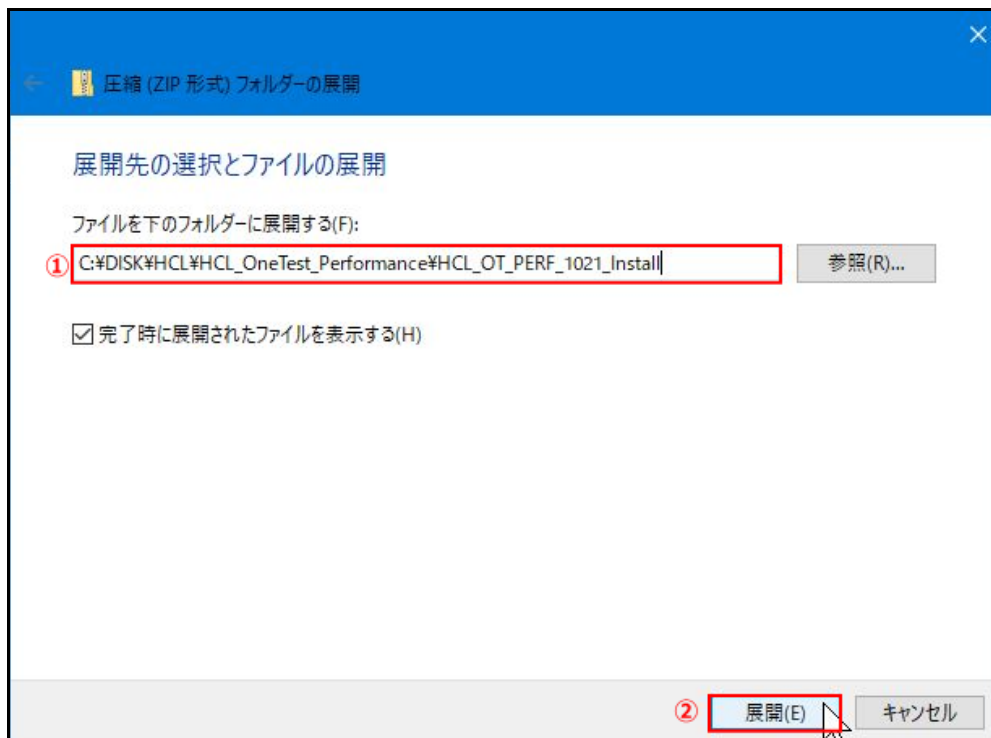 圧縮 (ZIP 形式) フォルダーの展開
展開先の選択とファイルの展開
ファイルを下のフォルダーに展開する(F):
① C:¥DISK¥HCL¥HCL_OneTest_Performance¥HCL_OT_PERF_1021_Install 参照(R)...
完了時に展開されたファイルを表示する(H)
② 展開(E) キャンセル